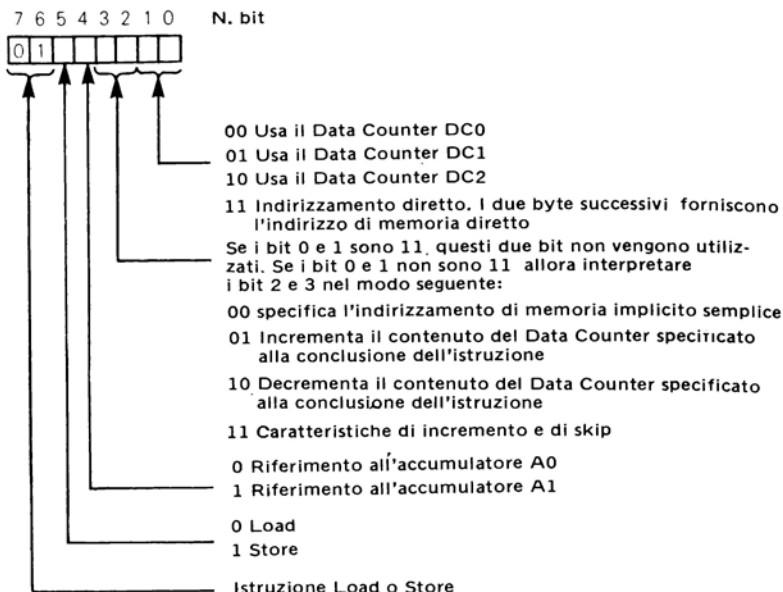 7 6 5 4 3 2 1 0 N. bit
0 1
00 Usa il Data Counter DC0
01 Usa il Data Counter DC1
10 Usa il Data Counter DC2
11 Indirizzamento diretto. I due byte successivi forniscono
l'indirizzo di memoria diretto
Se i bit 0 e 1 sono 11, questi due bit non vengono utiliz-
zati. Se i bit 0 e 1 non sono 11 allora interpretare
i bit 2 e 3 nel modo seguente:
00 specifica l'indirizzamento di memoria implicito semplice
01 Incrementa il contenuto del Data Counter specificato
alla conclusione dell'istruzione
10 Decrementa il contenuto del Data Counter specificato
alla conclusione dell'istruzione
11 Caratteristiche di incremento e di skip
0 Riferimento all'accumulatore A0
1 Riferimento all'accumulatore A1
0 Load
1 Store
Istruzione Load o Store